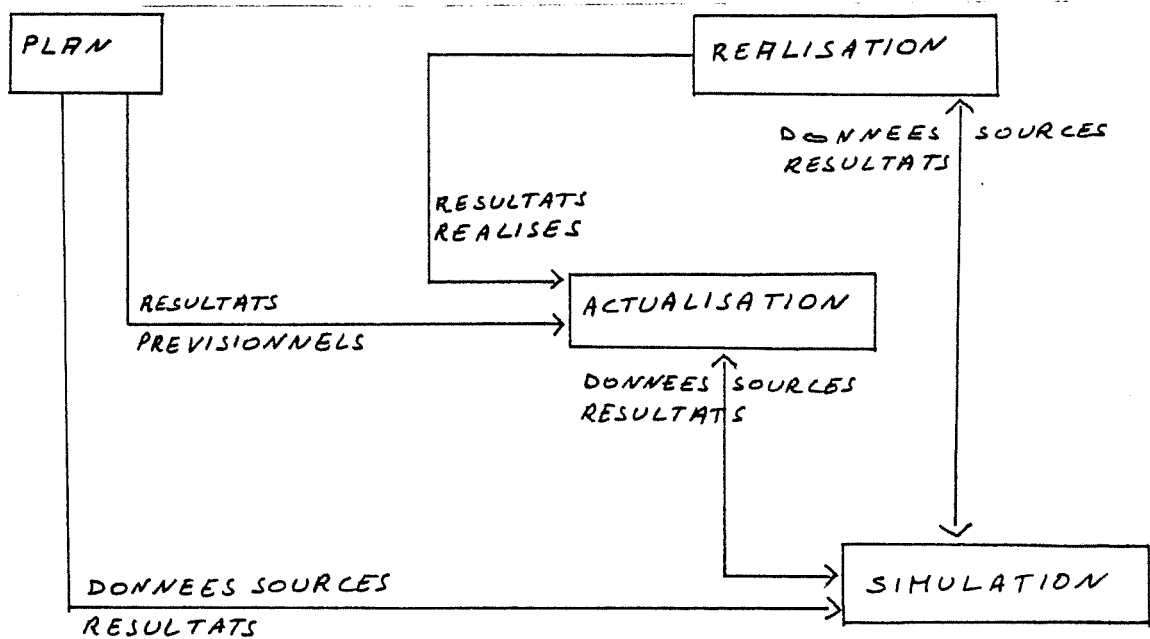 PLAN
REALISATION
DONNEES SOURCES
RESULTATS
RESULTATS
REALISES
ACTUALISATION
RESULTATS
PREVISIONNELS
DONNEES SOURCES
RESULTATS
SIMULATION
DONNEES SOURCES
RESULTATS